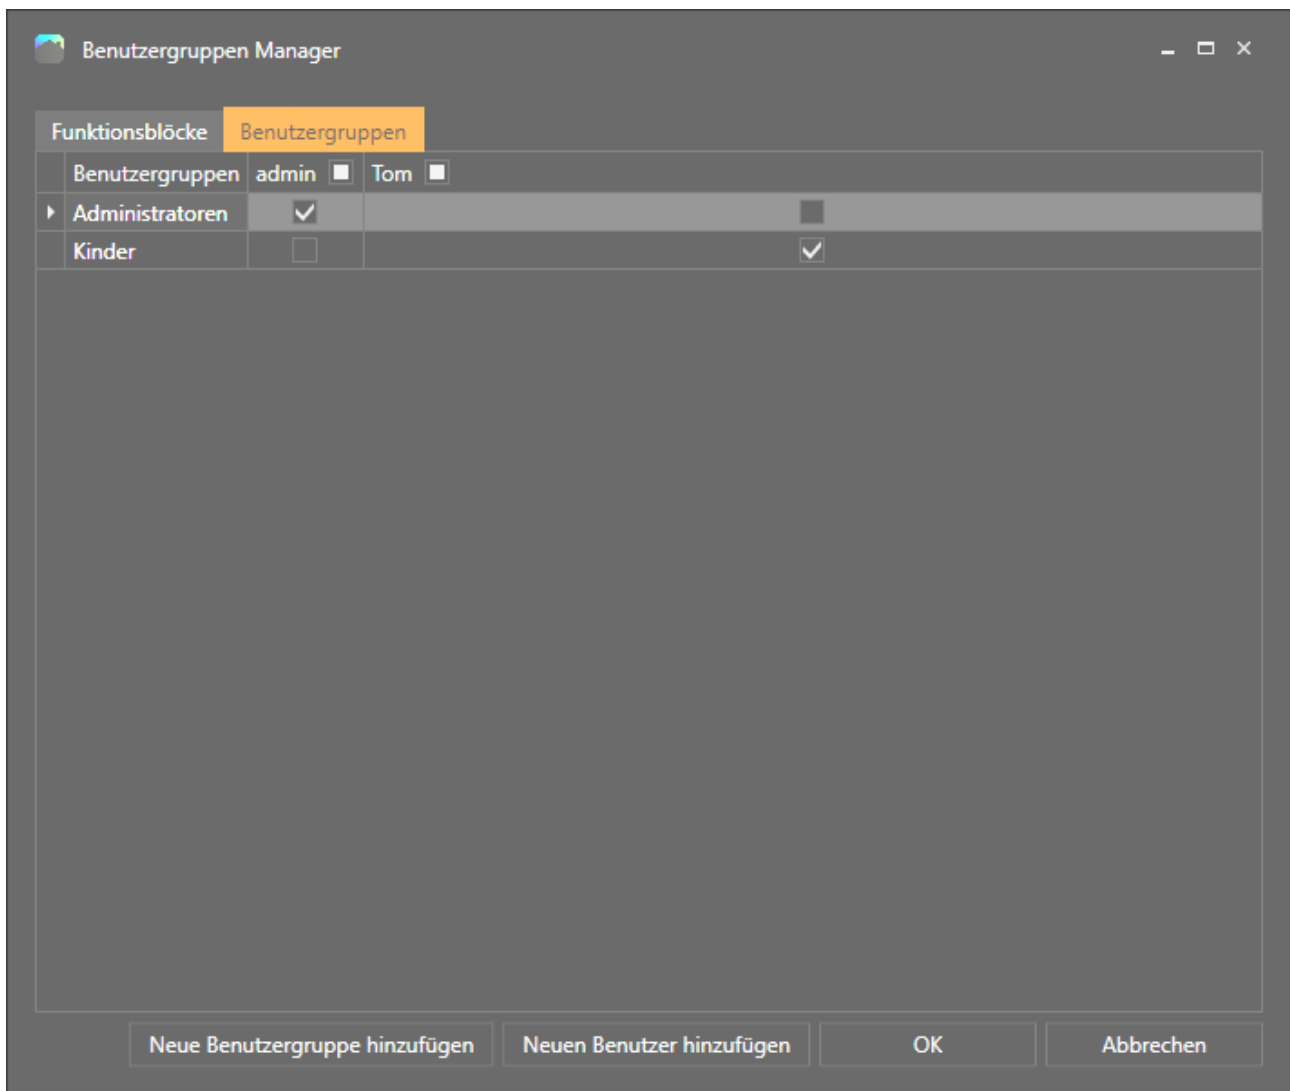 Benutzergruppen Manager
Funktionsblöcke Benutzergruppen
Benutzergruppen admin Tom
Administratoren
Kinder
Neue Benutzergruppe hinzufügen Neuen Benutzer hinzufügen OK Abbrechen